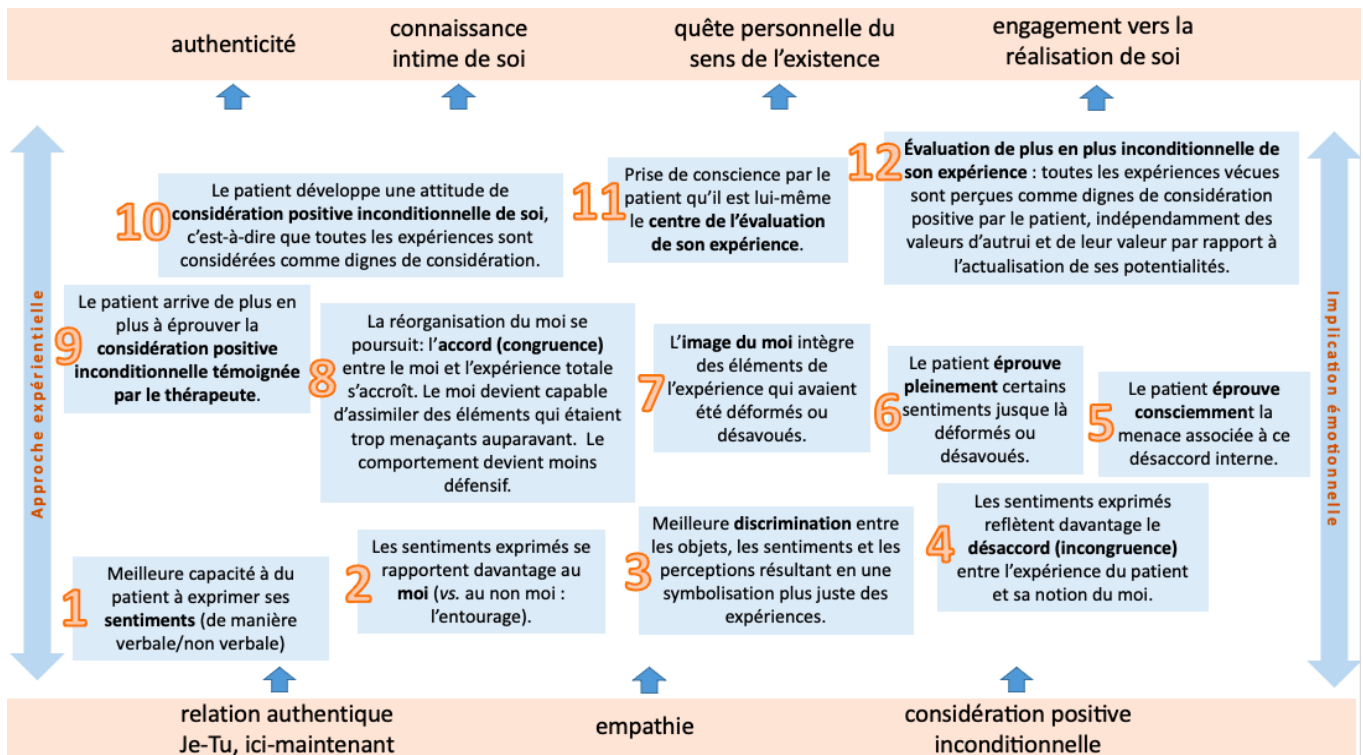 authenticité
connaissance
intime de soi
quête personnelle du
sens de l’existence
engagement vers la
réalisation de soi
Approche expérientielle
Implication émotionnelle
12
Évaluation de plus en plus inconditionnelle de
son expérience : toutes les expériences vécues
sont perçues comme dignes de considération
positive par le patient, indépendamment des
valeurs d’autrui et de leur valeur par rapport à
l’actualisation de ses potentialités.
11
Prise de conscience par le
patient qu’il est lui-même
le centre de l’évaluation
de son expérience.
10
Le patient développe une attitude de
considération positive inconditionnelle de soi,
c’est-à-dire que toutes les expériences sont
considérées comme dignes de considération.
9
Le patient arrive de plus en
plus à éprouver la
considération positive
inconditionnelle témoignée
par le thérapeute.
8
La réorganisation du moi se
poursuit: l’accord (congruence)
entre le moi et l’expérience totale
s’accroît. Le moi devient capable
d’assimiler des éléments qui étaient
trop menaçants auparavant. Le
comportement devient moins
défensif.
7
L’image du moi intègre
des éléments de
l’expérience qui avaient
été déformés ou
désavoués.
6
Le patient éprouve
pleinement certains
sentiments jusque là
déformés ou
désavoués.
5
Le patient éprouve
consciemment la
menace associée à ce
désaccord interne.
4
Les sentiments exprimés
reflètent davantage le
désaccord (incongruence)
entre l’expérience du patient
et sa notion du moi.
3
Meilleure discrimination entre
les objets, les sentiments et les
perceptions résultant en une
symbolisation plus juste des
expériences.
2
Les sentiments exprimés se
rapportent davantage au
moi (vs. au non moi :
l’entourage).
1
Meilleure capacité à du
patient à exprimer ses
sentiments (de manière
verbale/non verbale)
relation authentique
Je-Tu, ici-maintenant
empathie
considération positive
inconditionnelle